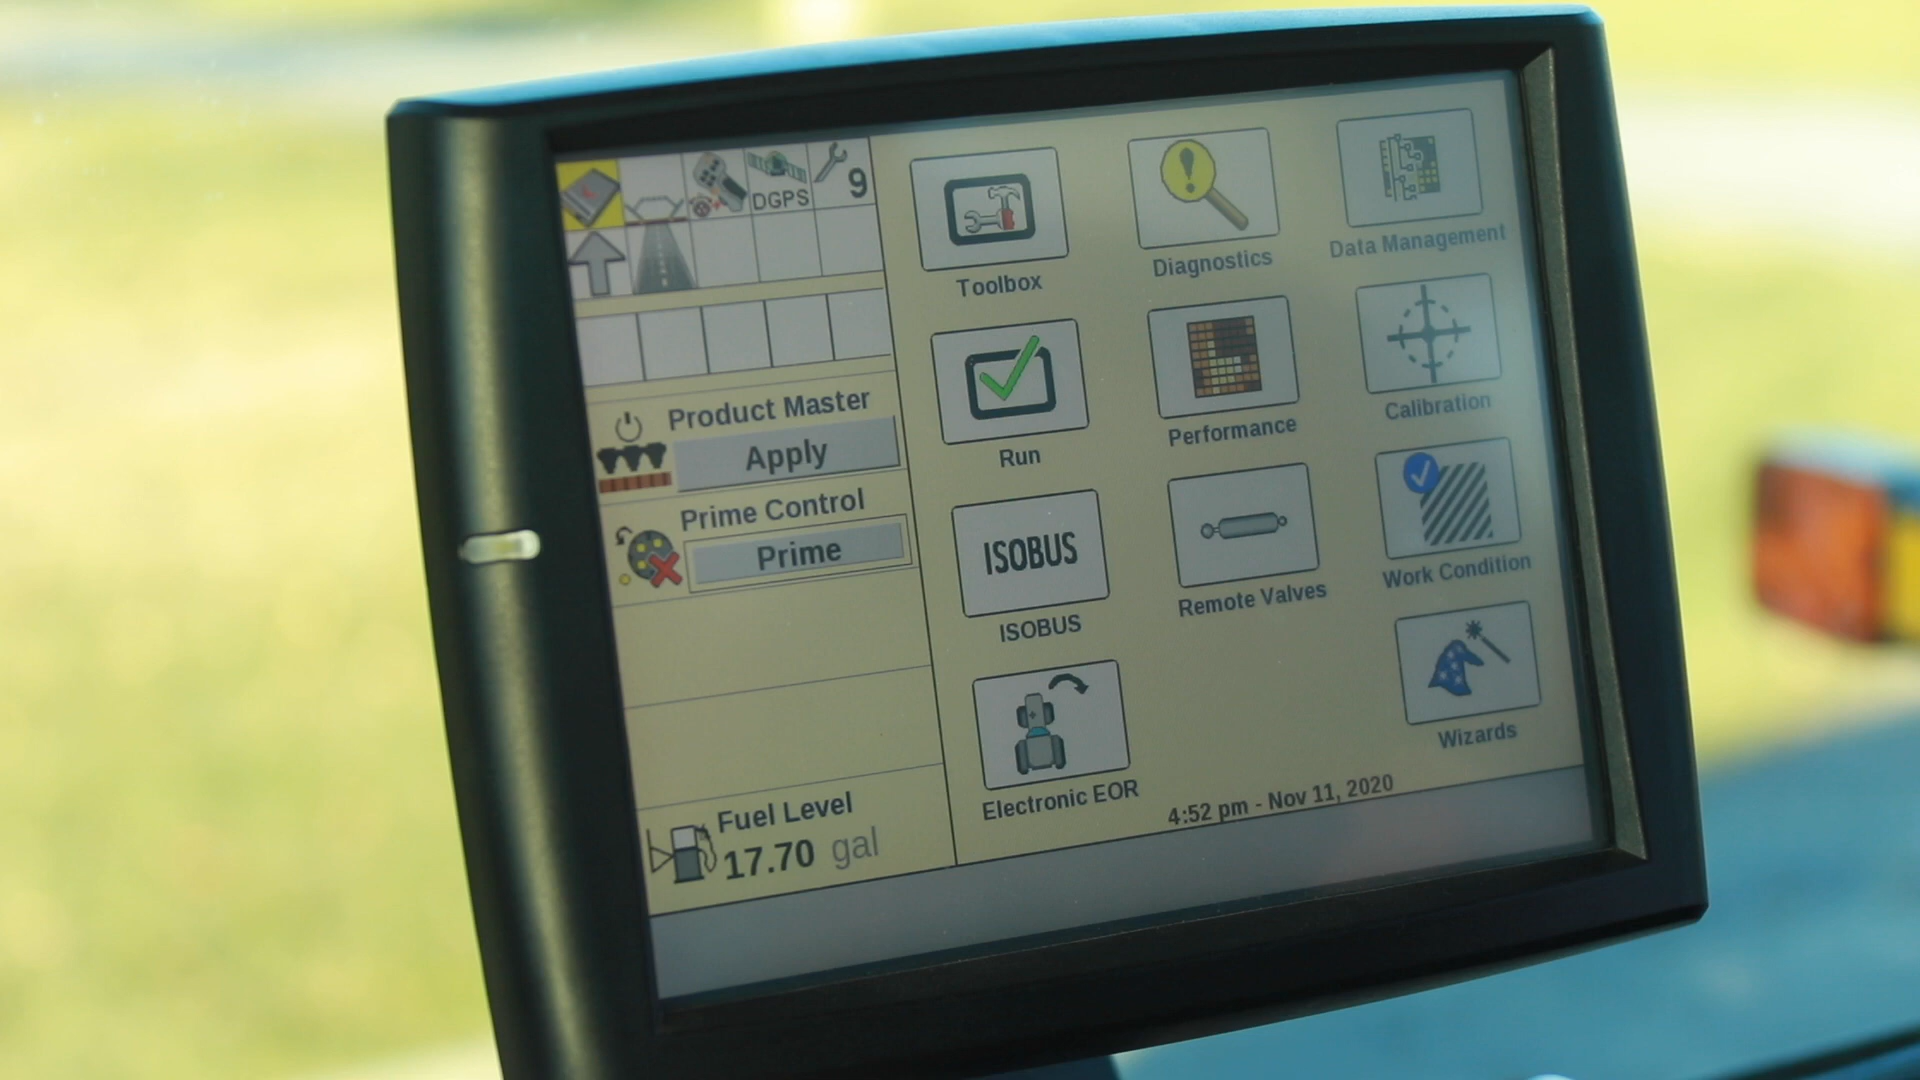 DGPS
9
Product Master
Apply
Prime Control
Prime
Fuel Level
17.70 gal
Toolbox
Diagnostics
Data Management
Run
Performance
Calibration
ISOBUS
ISOBUS
Remote Valves
Work Condition
Electronic EOR
Wizards
4:52 pm - Nov 11, 2020